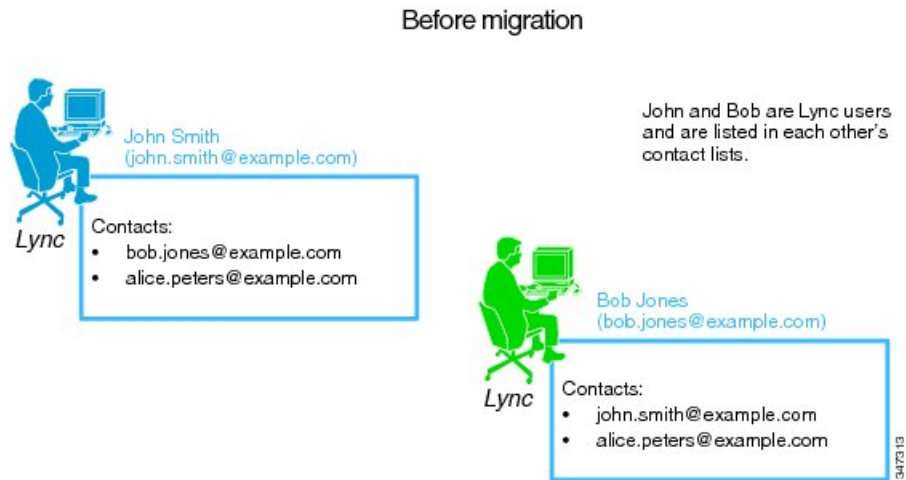 Before migration
John Smith
(john.smith@example.com)
John and Bob are Lync users
and are listed in each other's
contact lists.
Lync
Contacts:
• bob.jones@example.com
• alice.peters@example.com
Bob Jones
(bob.jones@example.com)
Lync
Contacts:
• john.smith@example.com
• alice.peters@example.com
347313